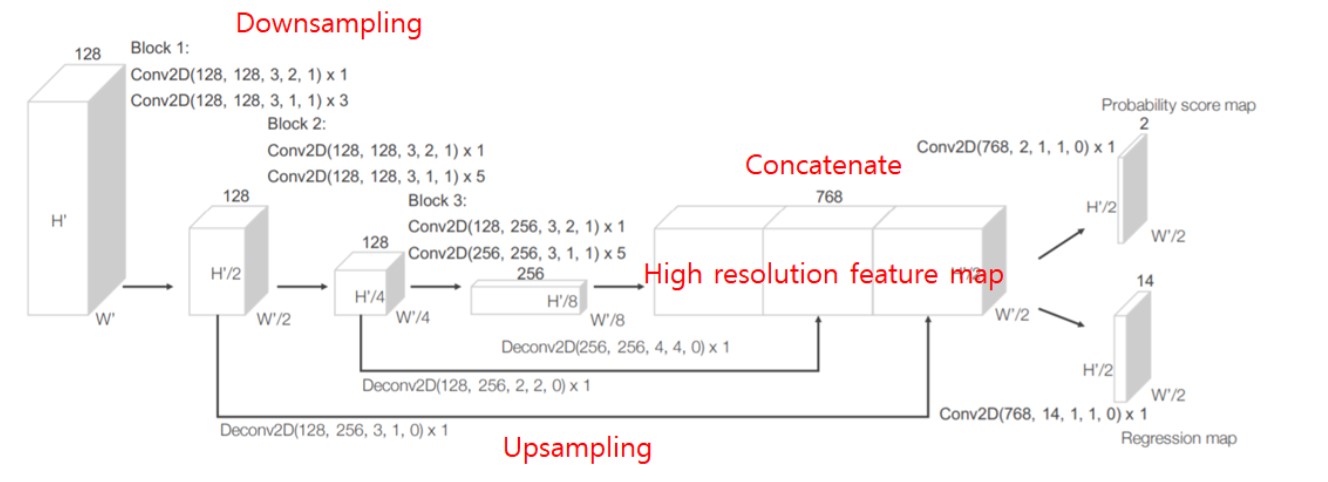 Downsampling
128
Block 1:
Conv2D(128, 128, 3, 2, 1) x 1
Conv2D(128, 128, 3, 1, 1) x 3
H'
W'
Block 2:
Conv2D(128, 128, 3, 2, 1) x 1
Conv2D(128, 128, 3, 1, 1) x 5
128
H'/2
W'/2
Block 3:
Conv2D(128, 256, 3, 2, 1) x 1
Conv2D(256, 256, 3, 1, 1) x 5
128
H'/4
W'/4
256
H'/8
W'/8
Concatenate
768
High resolution feature map
W'/2
Deconv2D(256, 256, 4, 4, 0) x 1
Deconv2D(128, 256, 2, 2, 0) x 1
Deconv2D(128, 256, 3, 1, 0) x 1
Upsampling
Probability score map
2
Conv2D(768, 2, 1, 1, 0) x 1
H'/2
W'/2
14
H'/2
W'/2
Conv2D(768, 14, 1, 1, 0) x 1
Regression map